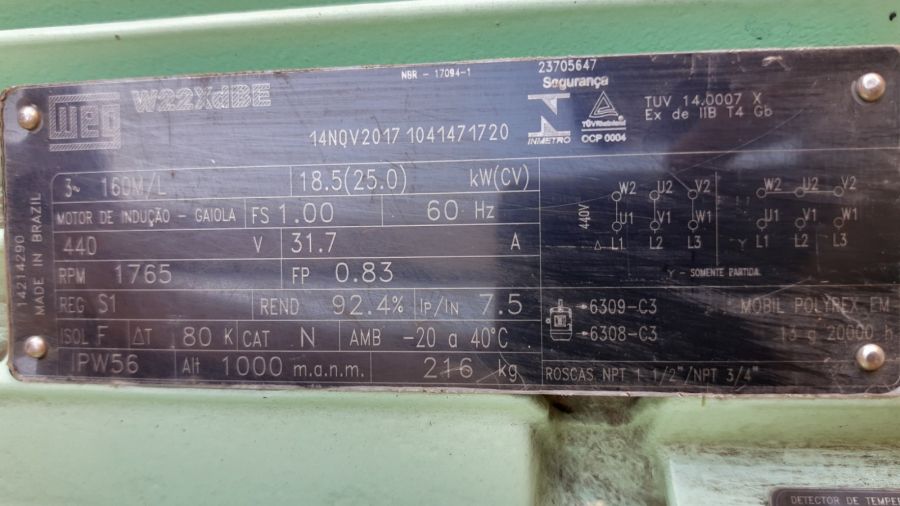 NBR - 17094-1
23705647
Segurança
WEG
W22XdBE
INMETRO
TÜVRheinland
OCP 0004
TUV 14.0007 X
Ex de IIB T4 Gb
14NOV2017 1041471720
3~ 160M/L 18.5(25.0) kW(CV)
MOTOR DE INDUÇÃO - GAIOLA FS 1.00 60 Hz
440 V 31.7 A
RPM 1765 FP 0.83
REG S1 REND 92.4% Ip/IN 7.5
ISOL F ΔT 80 K CAT N AMB -20 a 40°C
IPW56 Alt 1000 m.a.n.m. 216 kg
14214290
MADE IN BRAZIL
W2 U2 V2 W2 U2 V2
440V
U1 V1 W1 U1 V1 W1
Δ L1 L2 L3 Y L1 L2 L3
Y - SOMENTE PARTIDA
6309-C3 MOBIL POLYREX EM
6308-C3 13 g 20000 h
ROSCAS NPT 1 1/2"/NPT 3/4"
DETECTOR DE TEMPE